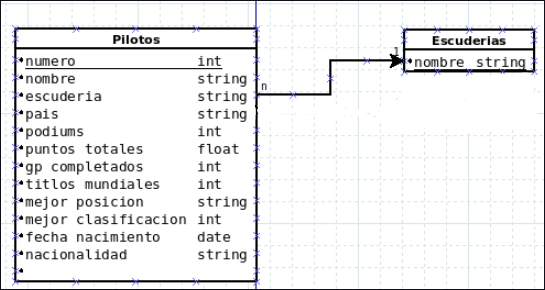 Pilotos
numero int
nombre string
escuderia string
pais string
podiums int
puntos totales float
gp completados int
titlos mundiales int
mejor posicion string
mejor clasificacion int
fecha nacimiento date
nacionalidad string
n
1
Escuderias
nombre string